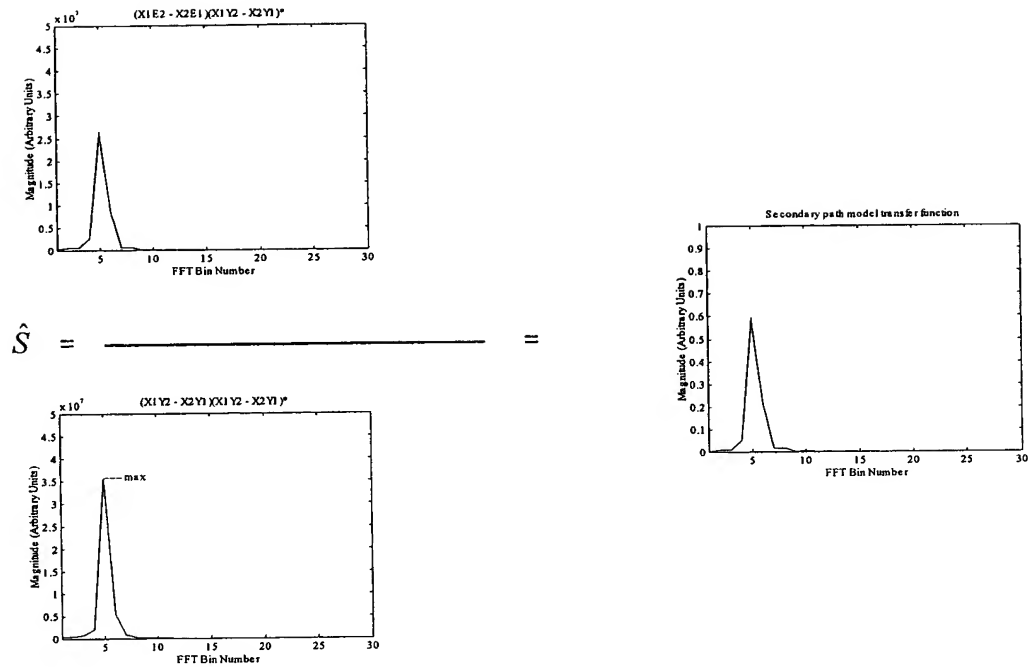 (X1E2 - X2E1)(X1Y2 - X2Y1)*
5 x 10
4.5
4
3.5
3
2.5
2
1.5
1
0.5
0
Magnitude (Arbitrary Units)
5 10 15 20 25 30
FFT Bin Number
Ŝ = =
(X1Y2 - X2Y1)(X1Y2 - X2Y1)*
5 x 10^7
4.5
4
3.5
3
2.5
2
1.5
1
0.5
0
max
Magnitude (Arbitrary Units)
5 10 15 20 25 30
FFT Bin Number
Secondary path model transfer function
1
0.9
0.8
0.7
0.6
0.5
0.4
0.3
0.2
0.1
0
Magnitude (Arbitrary Units)
5 10 15 20 25 30
FFT Bin Number